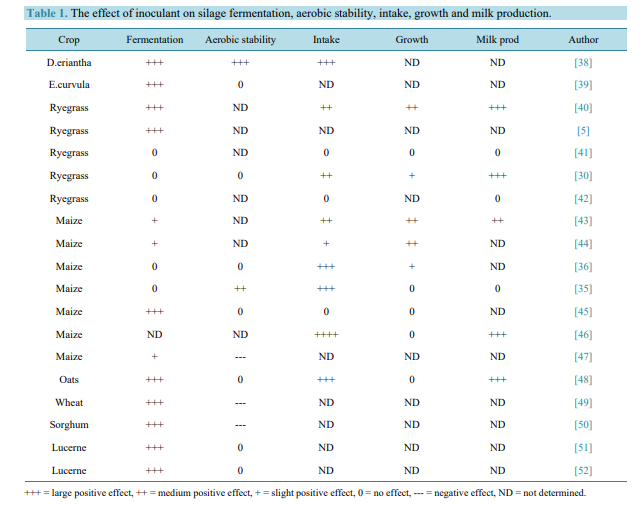 Table 1. The effect of inoculant on silage fermentation, aerobic stability, intake, growth and milk production.
Crop Fermentation Aerobic stability Intake Growth Milk prod Author
D.eriantha +++ +++ +++ ND ND [38]
E.curvula +++ 0 ND ND ND [39]
Ryegrass +++ ND ++ ++ +++ [40]
Ryegrass +++ ND ND ND ND [5]
Ryegrass 0 ND 0 0 0 [41]
Ryegrass 0 0 ++ + +++ [30]
Ryegrass 0 ND 0 ND 0 [42]
Maize + ND ++ ++ ++ [43]
Maize + ND + ++ ND [44]
Maize 0 0 +++ + ND [36]
Maize 0 ++ +++ 0 0 [35]
Maize +++ 0 0 0 ND [45]
Maize ND ND ++++ 0 +++ [46]
Maize + --- ND ND ND [47]
Oats +++ 0 +++ 0 +++ [48]
Wheat +++ --- ND ND ND [49]
Sorghum +++ --- ND ND ND [50]
Lucerne +++ 0 ND ND ND [51]
Lucerne +++ 0 ND ND ND [52]
+++ = large positive effect, ++ = medium positive effect, + = slight positive effect, 0 = no effect, --- = negative effect, ND = not determined.